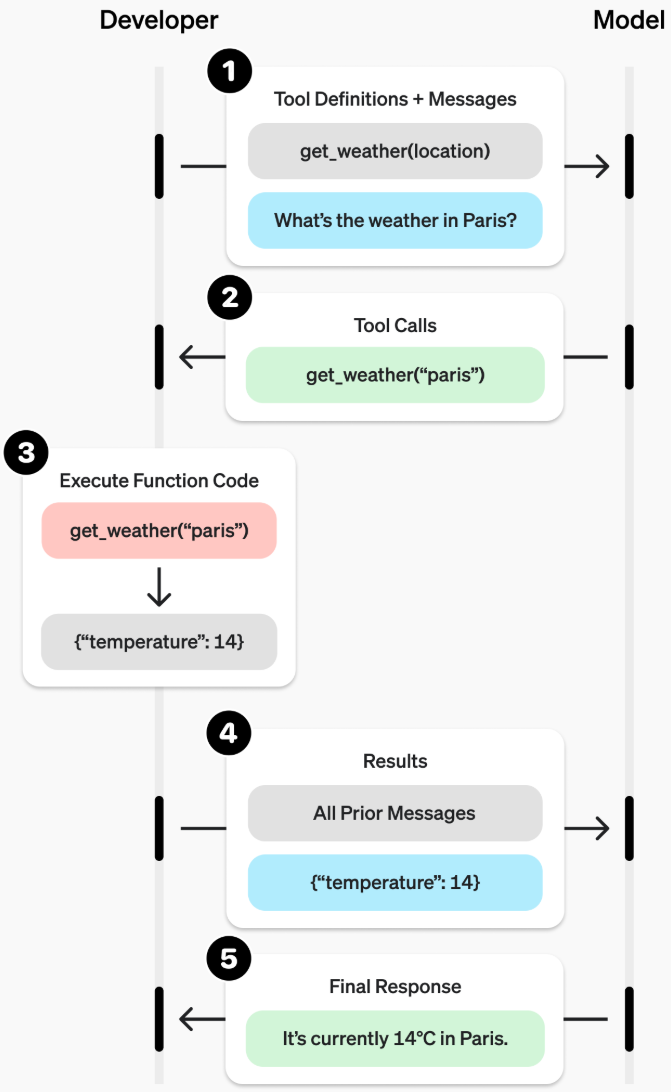 Developer
Model
1
Tool Definitions + Messages
get_weather(location)
What’s the weather in Paris?
2
Tool Calls
get_weather(“paris”)
3
Execute Function Code
get_weather(“paris”)
{“temperature”: 14}
4
Results
All Prior Messages
{“temperature”: 14}
5
Final Response
It’s currently 14°C in Paris.